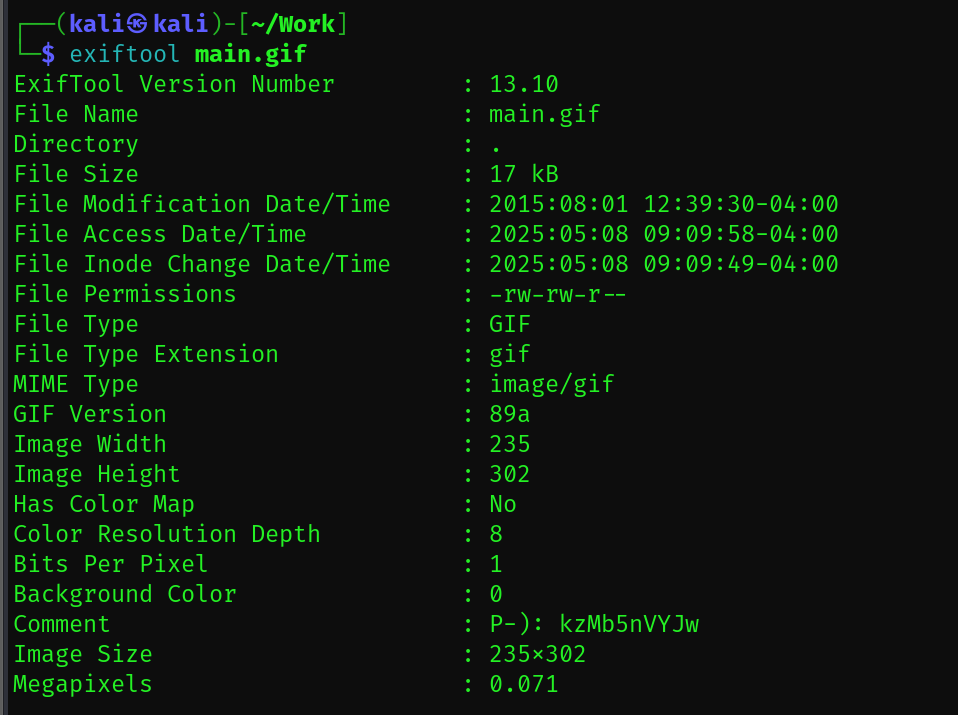 ┌──(kali㉿kali)-[~/Work]
└─$ exiftool main.gif
ExifTool Version Number : 13.10
File Name : main.gif
Directory : .
File Size : 17 kB
File Modification Date/Time : 2015:08:01 12:39:30-04:00
File Access Date/Time : 2025:05:08 09:09:58-04:00
File Inode Change Date/Time : 2025:05:08 09:09:49-04:00
File Permissions : -rw-rw-r--
File Type : GIF
File Type Extension : gif
MIME Type : image/gif
GIF Version : 89a
Image Width : 235
Image Height : 302
Has Color Map : No
Color Resolution Depth : 8
Bits Per Pixel : 1
Background Color : 0
Comment : P-): kzMb5nVYJw
Image Size : 235×302
Megapixels : 0.071